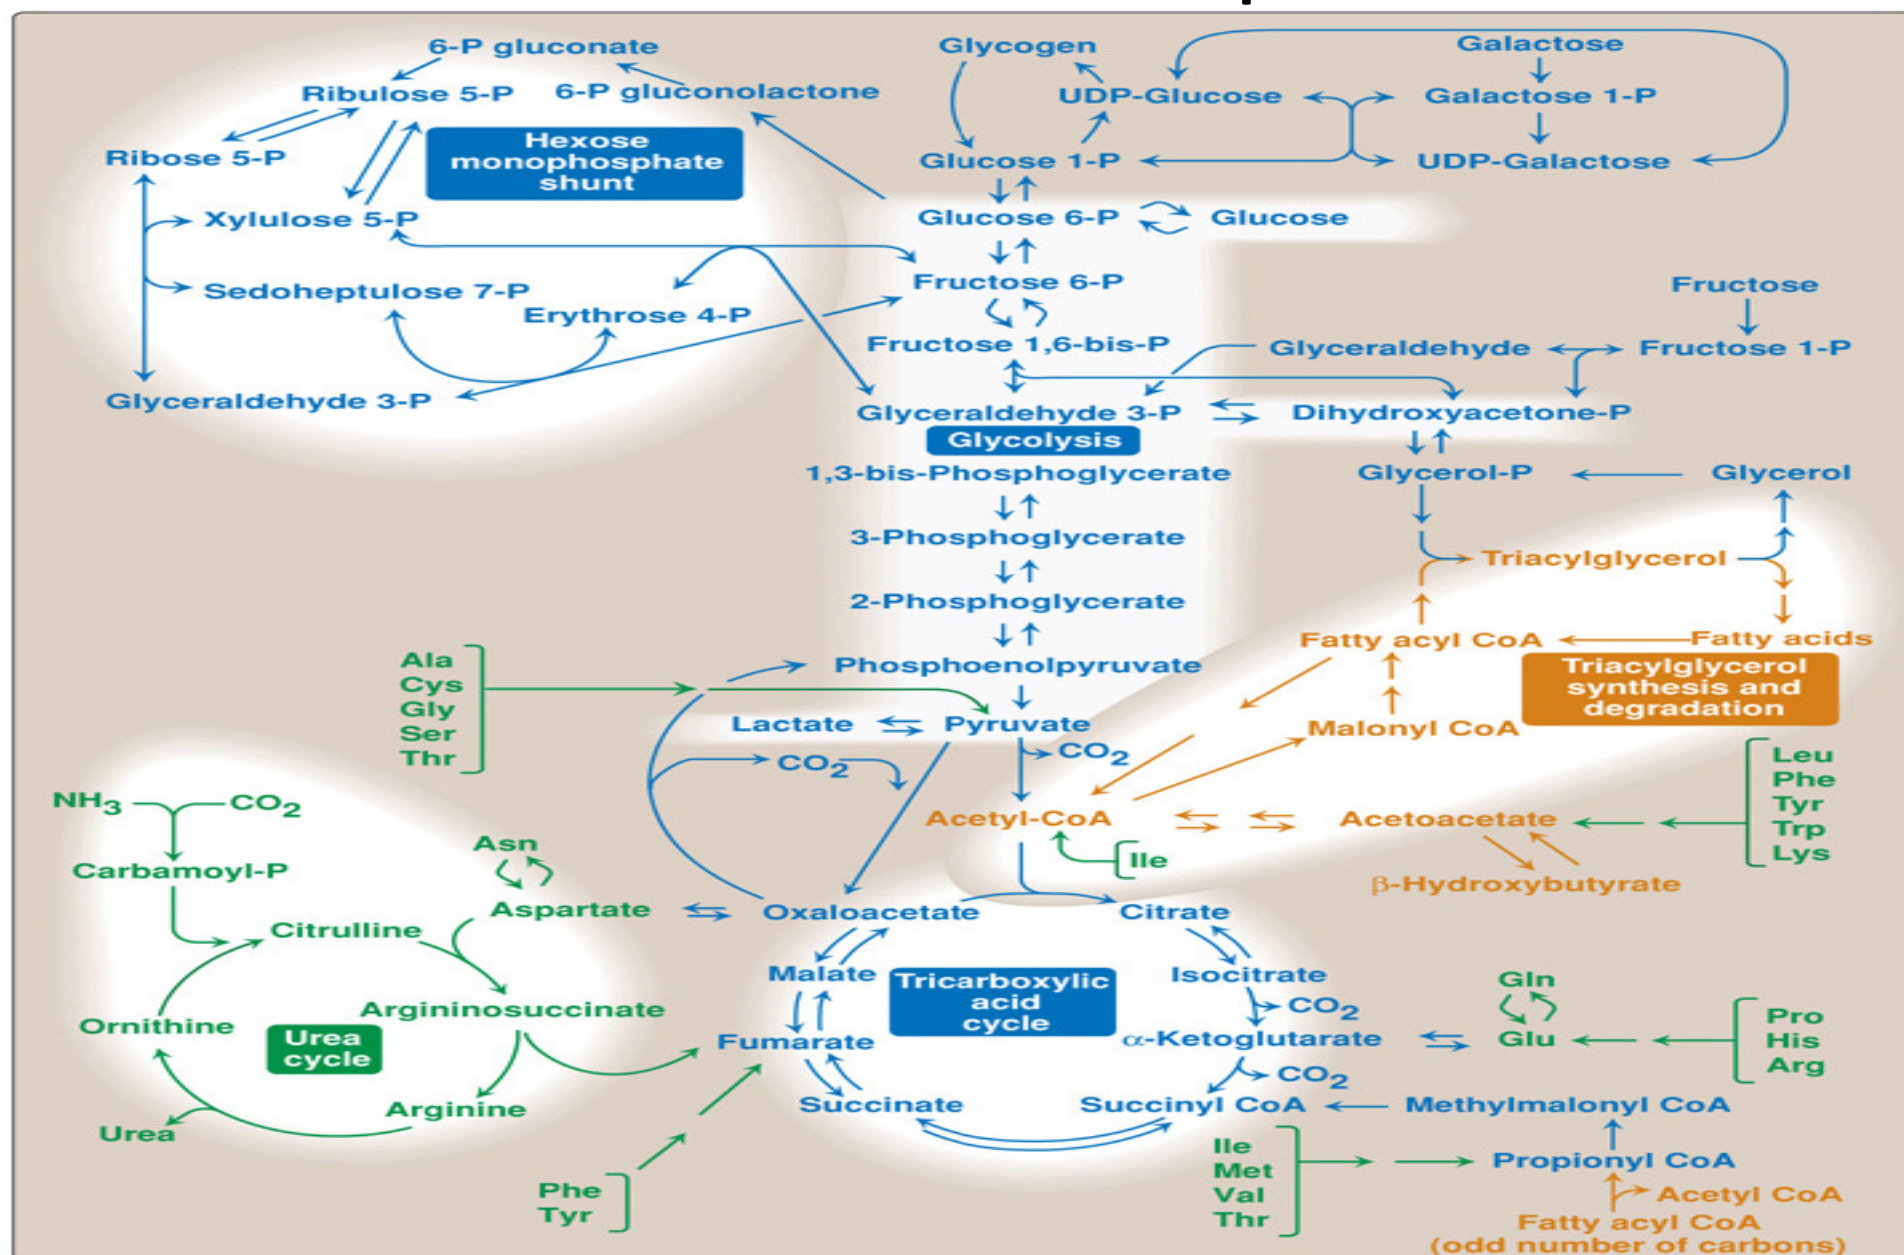 6-P gluconate
Ribulose 5-P
6-P gluconolactone
Hexose
monophosphate
shunt
Ribose 5-P
Xylulose 5-P
Sedoheptulose 7-P
Erythrose 4-P
Glyceraldehyde 3-P
Glycogen
UDP-Glucose
Glucose 1-P
Galactose
Galactose 1-P
UDP-Galactose
Glucose 6-P
Glucose
Fructose 6-P
Fructose
Fructose 1,6-bis-P
Glyceraldehyde
Fructose 1-P
Glyceraldehyde 3-P
Dihydroxyacetone-P
Glycolysis
1,3-bis-Phosphoglycerate
Glycerol-P
Glycerol
3-Phosphoglycerate
Triacylglycerol
2-Phosphoglycerate
Fatty acyl CoA
Fatty acids
Triacylglycerol
synthesis and
degradation
Phosphoenolpyruvate
Ala
Cys
Gly
Ser
Thr
Lactate
Pyruvate
Malonyl CoA
CO2
CO2
Leu
Phe
Tyr
Trp
Lys
Acetyl-CoA
Acetoacetate
Ile
β-Hydroxybutyrate
NH3
CO2
Carbamoyl-P
Asn
Aspartate
Citrulline
Argininosuccinate
Ornithine
Urea
cycle
Arginine
Urea
Oxaloacetate
Citrate
Malate
Tricarboxylic
acid
cycle
Isocitrate
CO2
Fumarate
α-Ketoglutarate
CO2
Succinate
Succinyl CoA
Gln
Glu
Pro
His
Arg
Methylmalonyl CoA
Phe
Tyr
Ile
Met
Val
Thr
Propionyl CoA
Acetyl CoA
Fatty acyl CoA
(odd number of carbons)